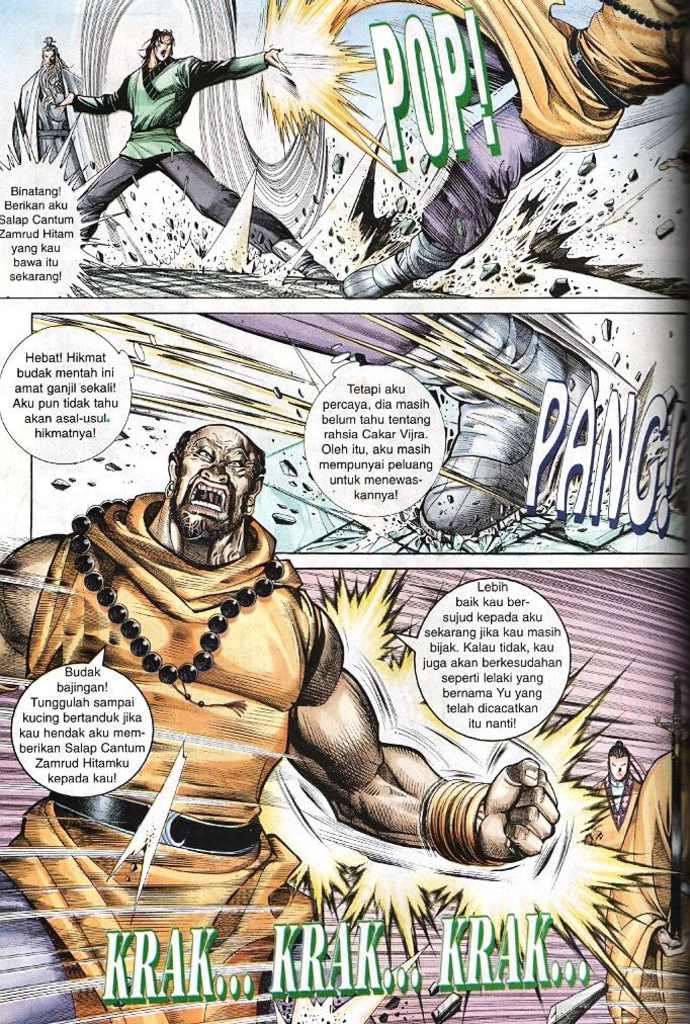 POP!
Binatang!
Berikan aku
Salap Cantum
Zamrud Hitam
yang kau
bawa itu
sekarang!
Hebat! Hikmat
budak mentah ini
amat ganjil sekali!
Aku pun tidak tahu
akan asal-usul
hikmatnya!
Tetapi aku
percaya, dia masih
belum tahu tentang
rahsia Cakar Vijra.
Oleh itu, aku masih
mempunyai peluang
untuk menewas-
kannya!
PANG!
Lebih
baik kau ber-
sujud kepada aku
sekarang jika kau masih
bijak. Kalau tidak, kau
juga akan berkesudahan
seperti lelaki yang
bernama Yu yang
telah dicacatkan
itu nanti!
Budak
bajingan!
Tunggulah sampai
kucing bertanduk jika
kau hendak aku mem-
berikan Salap Cantum
Zamrud Hitamku
kepada kau!
KRAK... KRAK... KRAK...